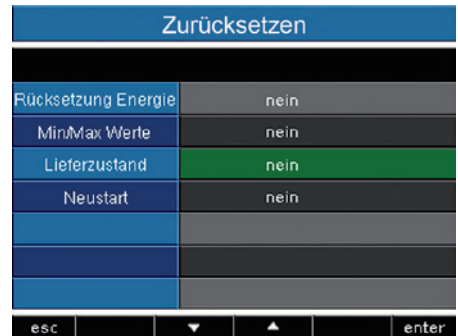 Zurücksetzen
Rücksetzung Energie nein
Min/Max Werte nein
Lieferzustand nein
Neustart nein
esc ▼ ▲ enter